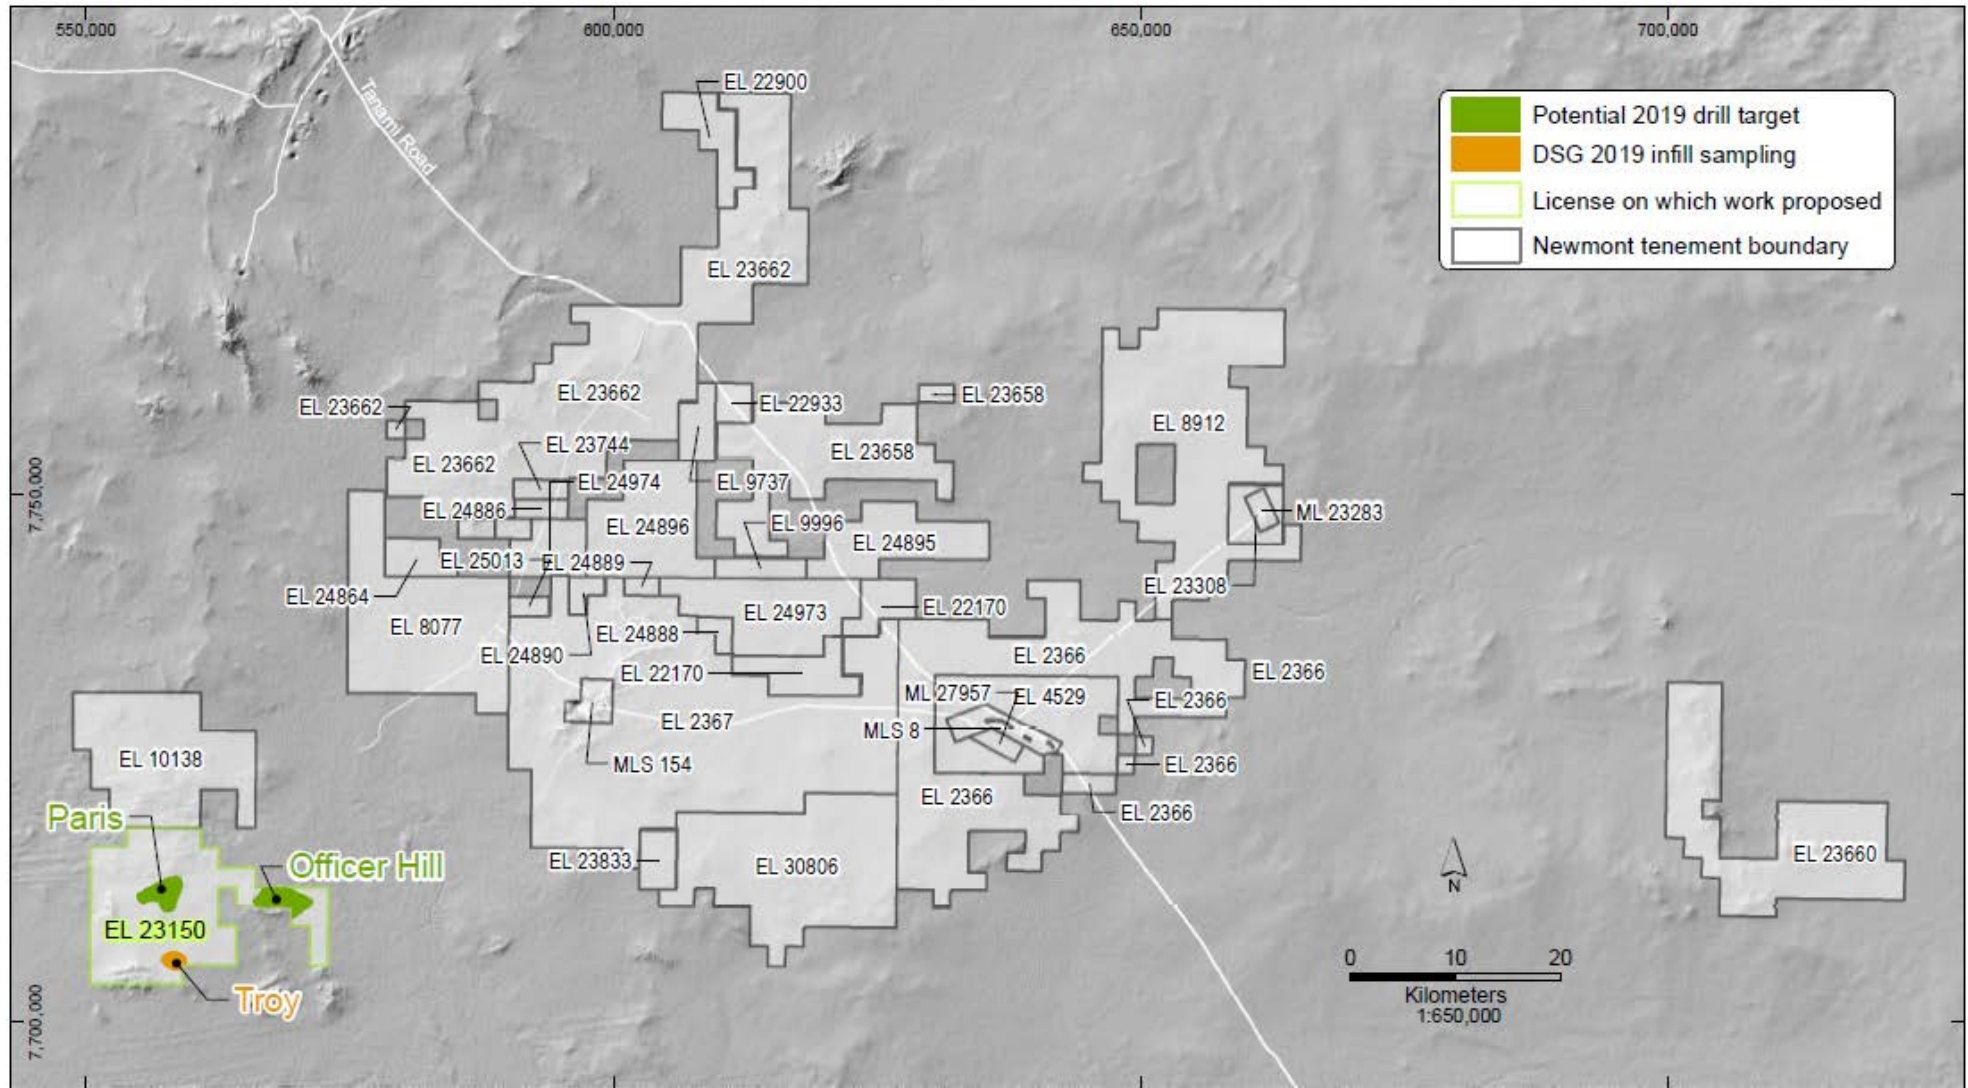 550,000
600,000
650,000
700,000
EL 22900
Tanami Road
Potential 2019 drill target
DSG 2019 infill sampling
License on which work proposed
Newmont tenement boundary
EL 23662
EL 23662
EL 23662
EL 22933
EL 23658
EL 8912
EL 23744
EL 23658
EL 23662
EL 24974
EL 9737
7,750,000
EL 24886
EL 24896
EL 9996
ML 23283
EL 24895
EL 25013
EL 24889
EL 23308
EL 24864
EL 22170
EL 24973
EL 8077
EL 24888
EL 24890
EL 2366
EL 22170
EL 2366
ML 27957
EL 4529
EL 2366
EL 2367
MLS 8
EL 10138
MLS 154
EL 2366
EL 2366
EL 2366
Paris
EL 23833
EL 30806
EL 23660
Officer Hill
EL 23150
N
0 10 20
Kilometers
1:650,000
Troy
7,700,000